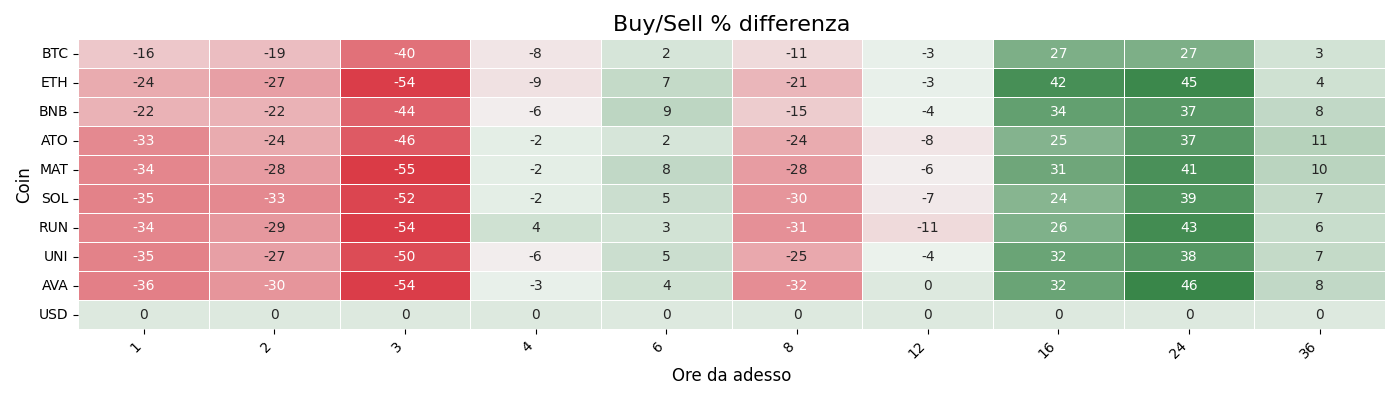 Buy/Sell % differenza
Coin
BTC -16 -19 -40 -8 2 -11 -3 27 27 3
ETH -24 -27 -54 -9 7 -21 -3 42 45 4
BNB -22 -22 -44 -6 9 -15 -4 34 37 8
ATO -33 -24 -46 -2 2 -24 -8 25 37 11
MAT -34 -28 -55 -2 8 -28 -6 31 41 10
SOL -35 -33 -52 -2 5 -30 -7 24 39 7
RUN -34 -29 -54 4 3 -31 -11 26 43 6
UNI -35 -27 -50 -6 5 -25 -4 32 38 7
AVA -36 -30 -54 -3 4 -32 0 32 46 8
USD 0 0 0 0 0 0 0 0 0 0
1 2 3 4 6 8 12 16 24 36
Ore da adesso